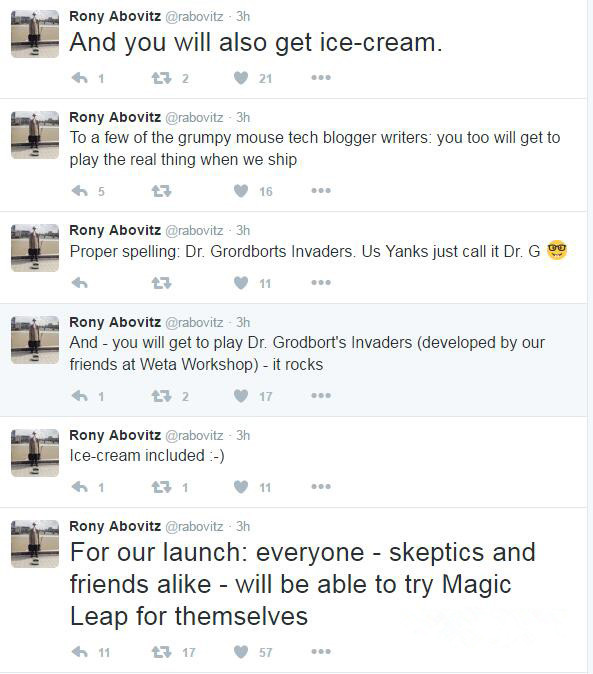 Rony Abovitz @rabovitz · 3h
And you will also get ice-cream.
1 2 21
Rony Abovitz @rabovitz · 3h
To a few of the grumpy mouse tech blogger writers: you too will get to
play the real thing when we ship
5 16
Rony Abovitz @rabovitz · 3h
Proper spelling: Dr. Grordborts Invaders. Us Yanks just call it Dr. G 🤓
11
Rony Abovitz @rabovitz · 3h
And - you will get to play Dr. Grodbort's Invaders (developed by our
friends at Weta Workshop) - it rocks
1 2 17
Rony Abovitz @rabovitz · 3h
Ice-cream included :-)
1 1 11
Rony Abovitz @rabovitz · 3h
For our launch: everyone - skeptics and
friends alike - will be able to try Magic
Leap for themselves
11 17 57